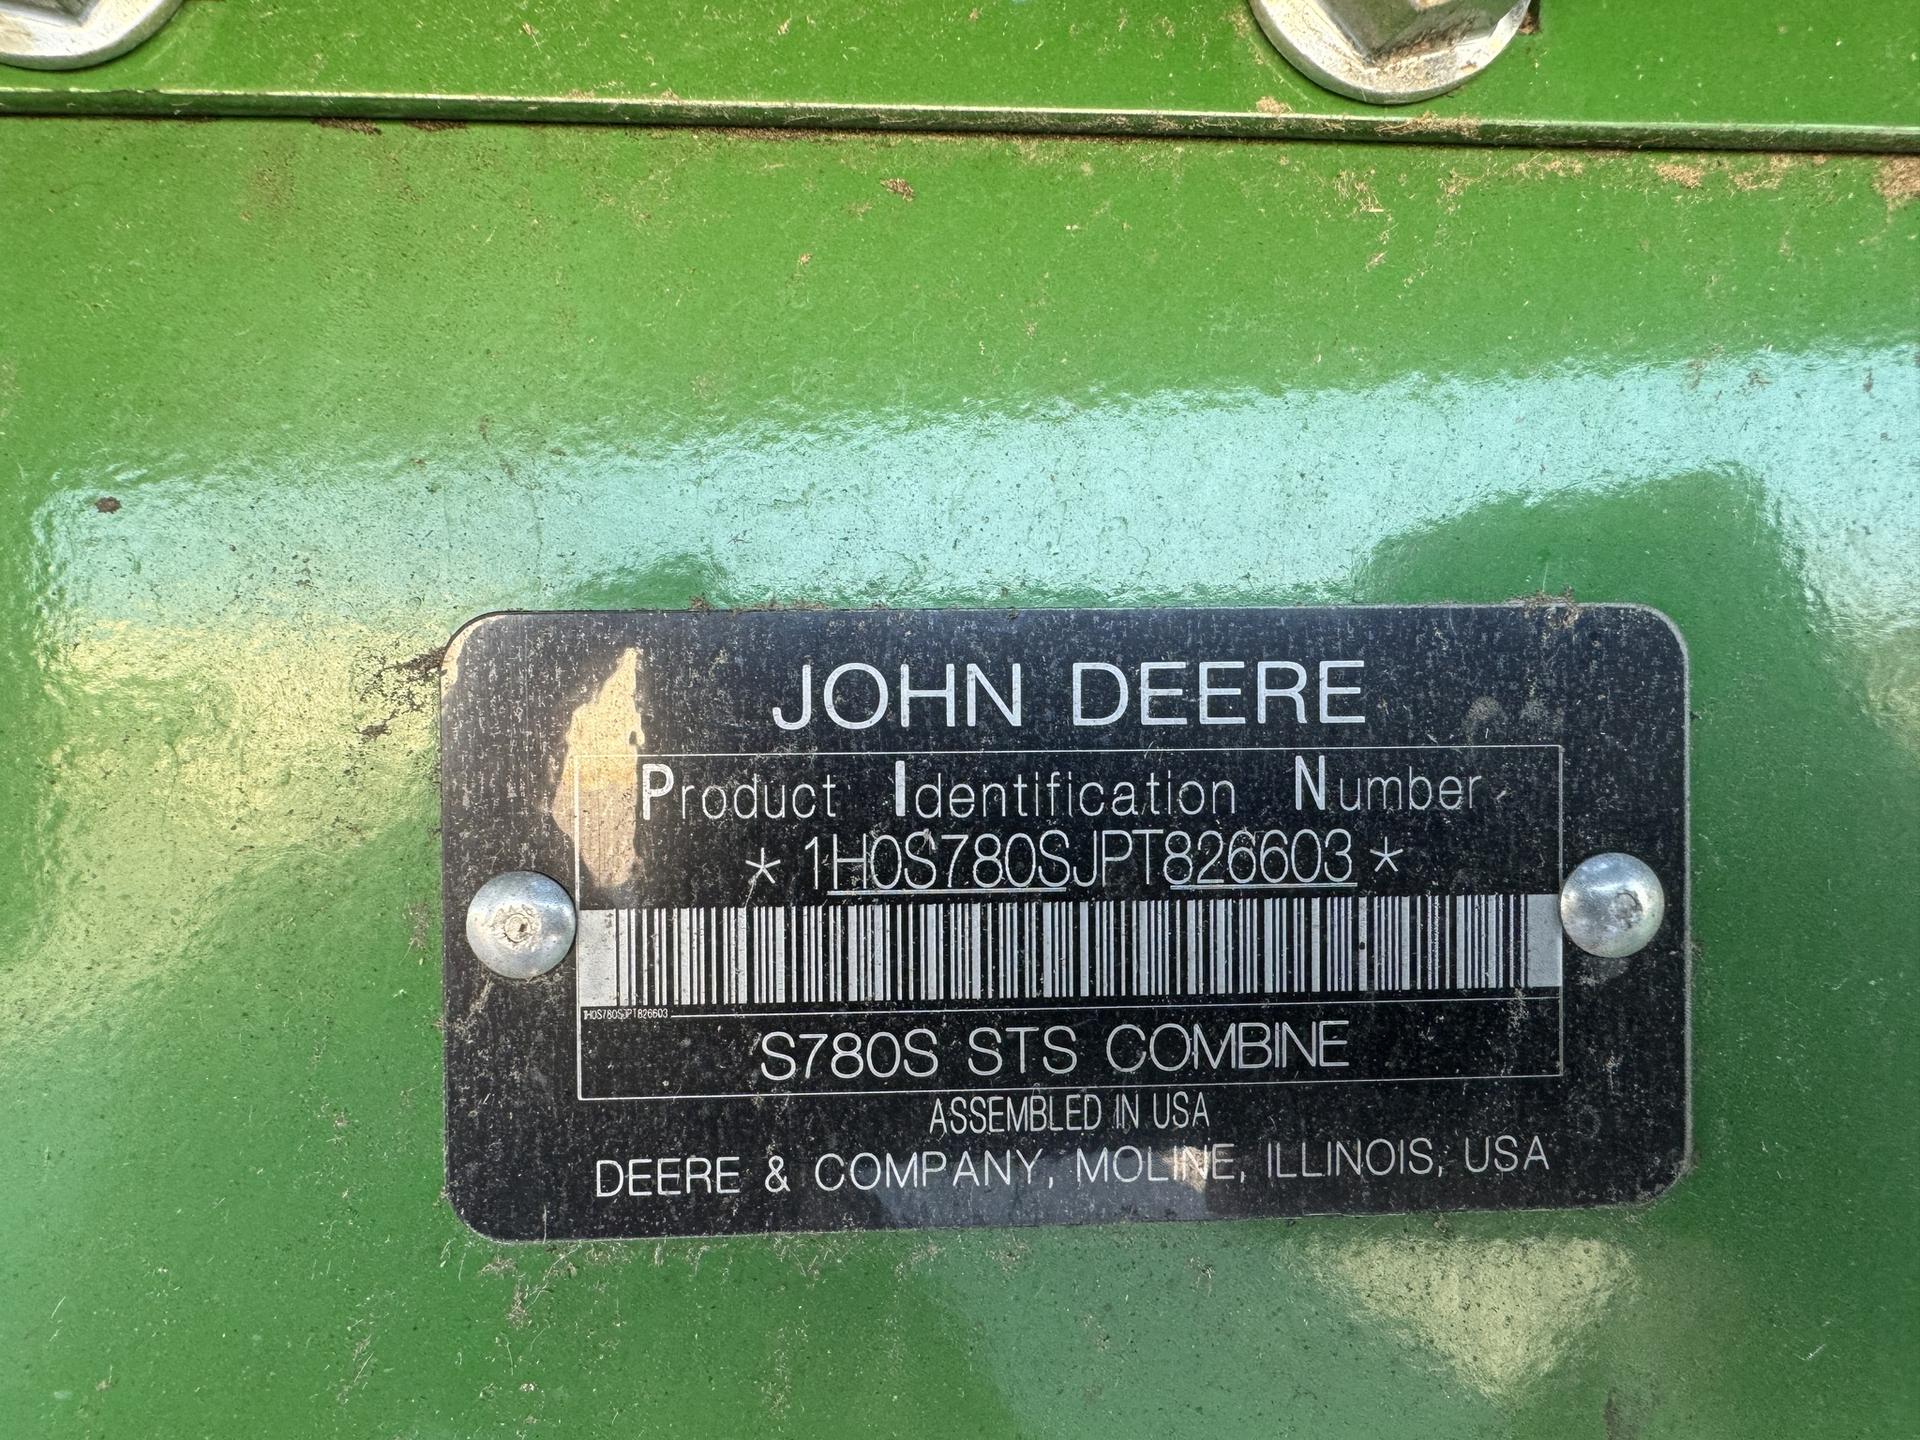 JOHN DEERE
Product Identification Number
* 1H0S780SJPT826603 *
1H0S780SJPT826603
S780S STS COMBINE
ASSEMBLED IN USA
DEERE & COMPANY, MOLINE, ILLINOIS, USA